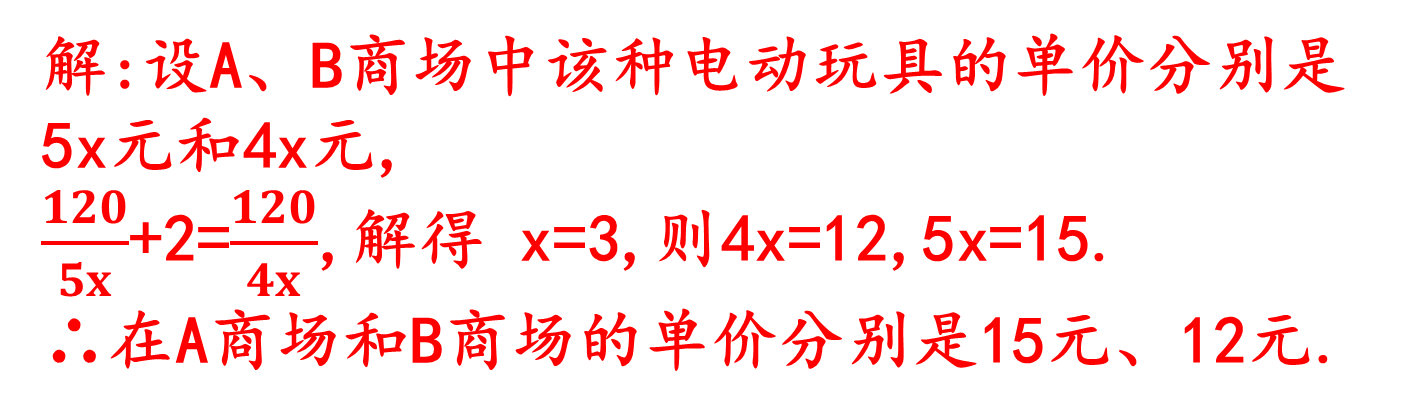 解:设A、B商场中该种电动玩具的单价分别是
5x元和4x元,
120/5x+2=120/4x,解得 x=3,则4x=12,5x=15.
∴在A商场和B商场的单价分别是15元、12元.